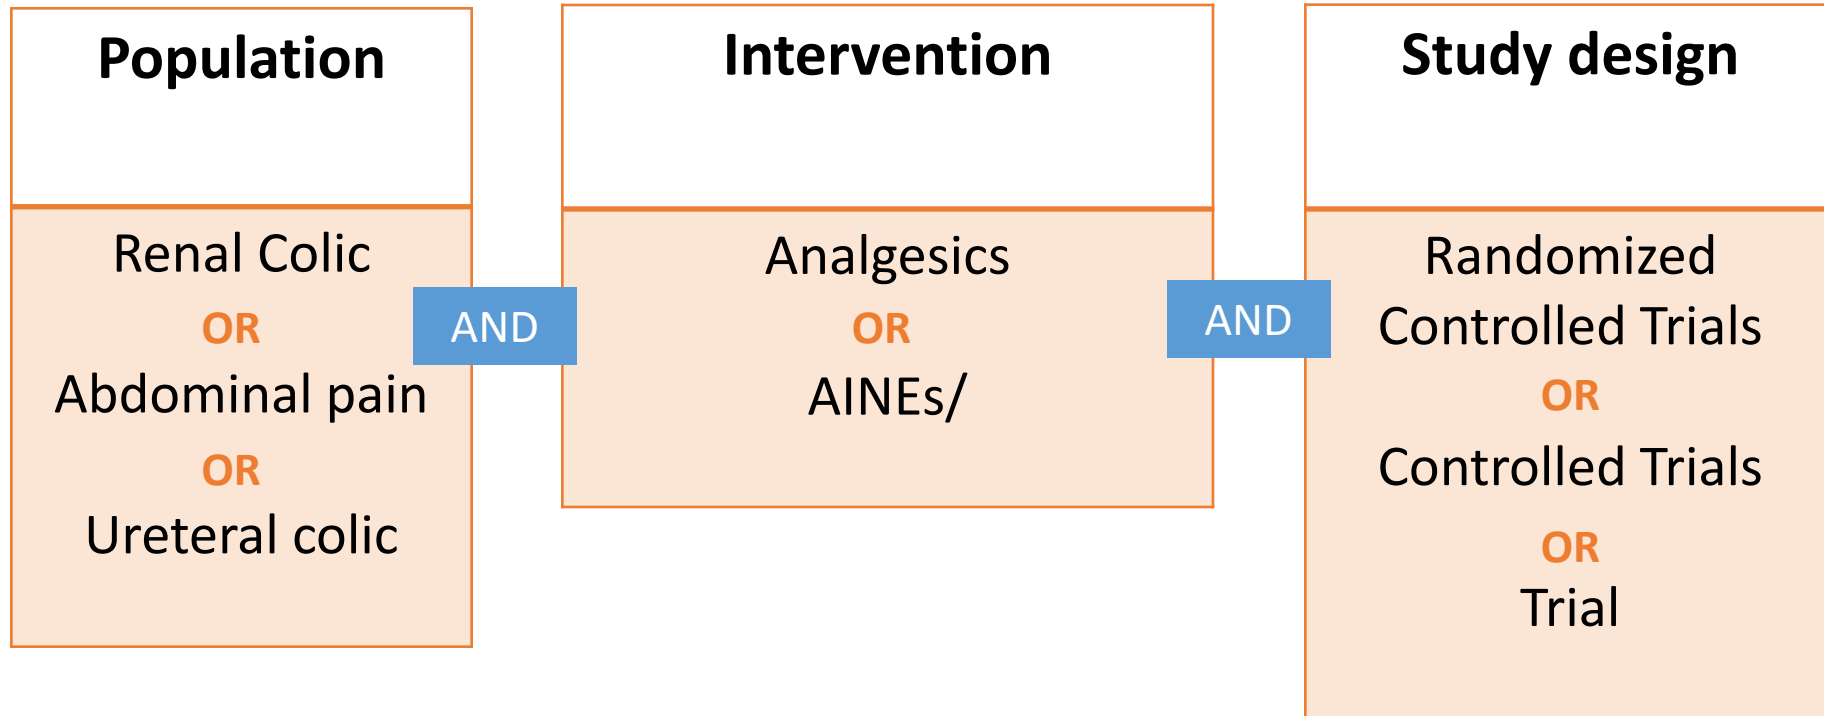 Population
Renal Colic
OR
Abdominal pain
OR
Ureteral colic
AND
Intervention
Analgesics
OR
AINEs/
AND
Study design
Randomized
Controlled Trials
OR
Controlled Trials
OR
Trial